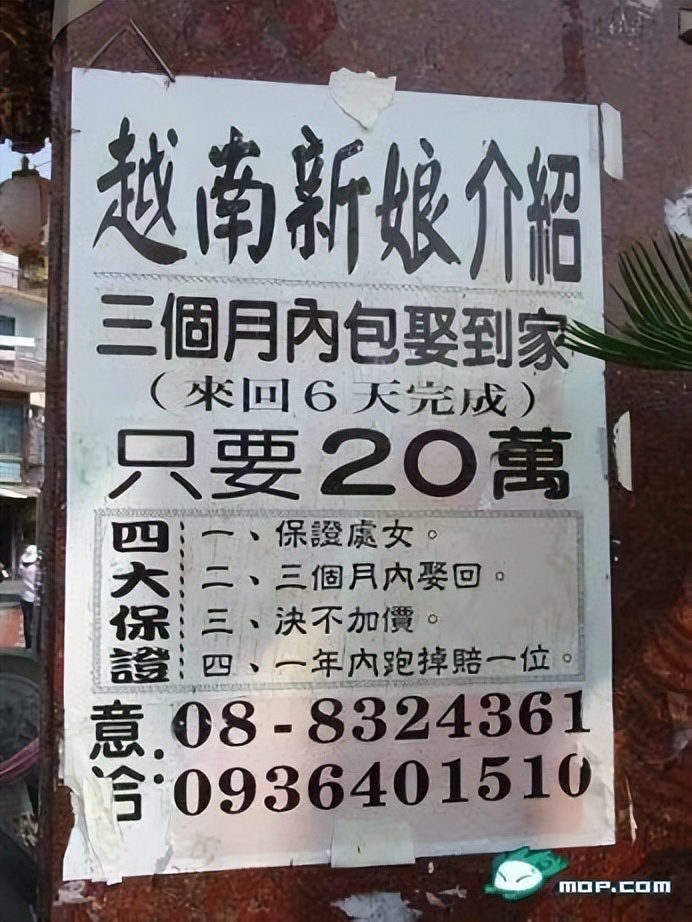 越南新娘介紹
三個月內包娶到家
（來回6天完成）
只要20萬
四大保證
一、保證處女。
二、三個月內娶回。
三、決不加價。
四、一年內跑掉賠一位。
意洽：08-8324361
0936401510
mop.com